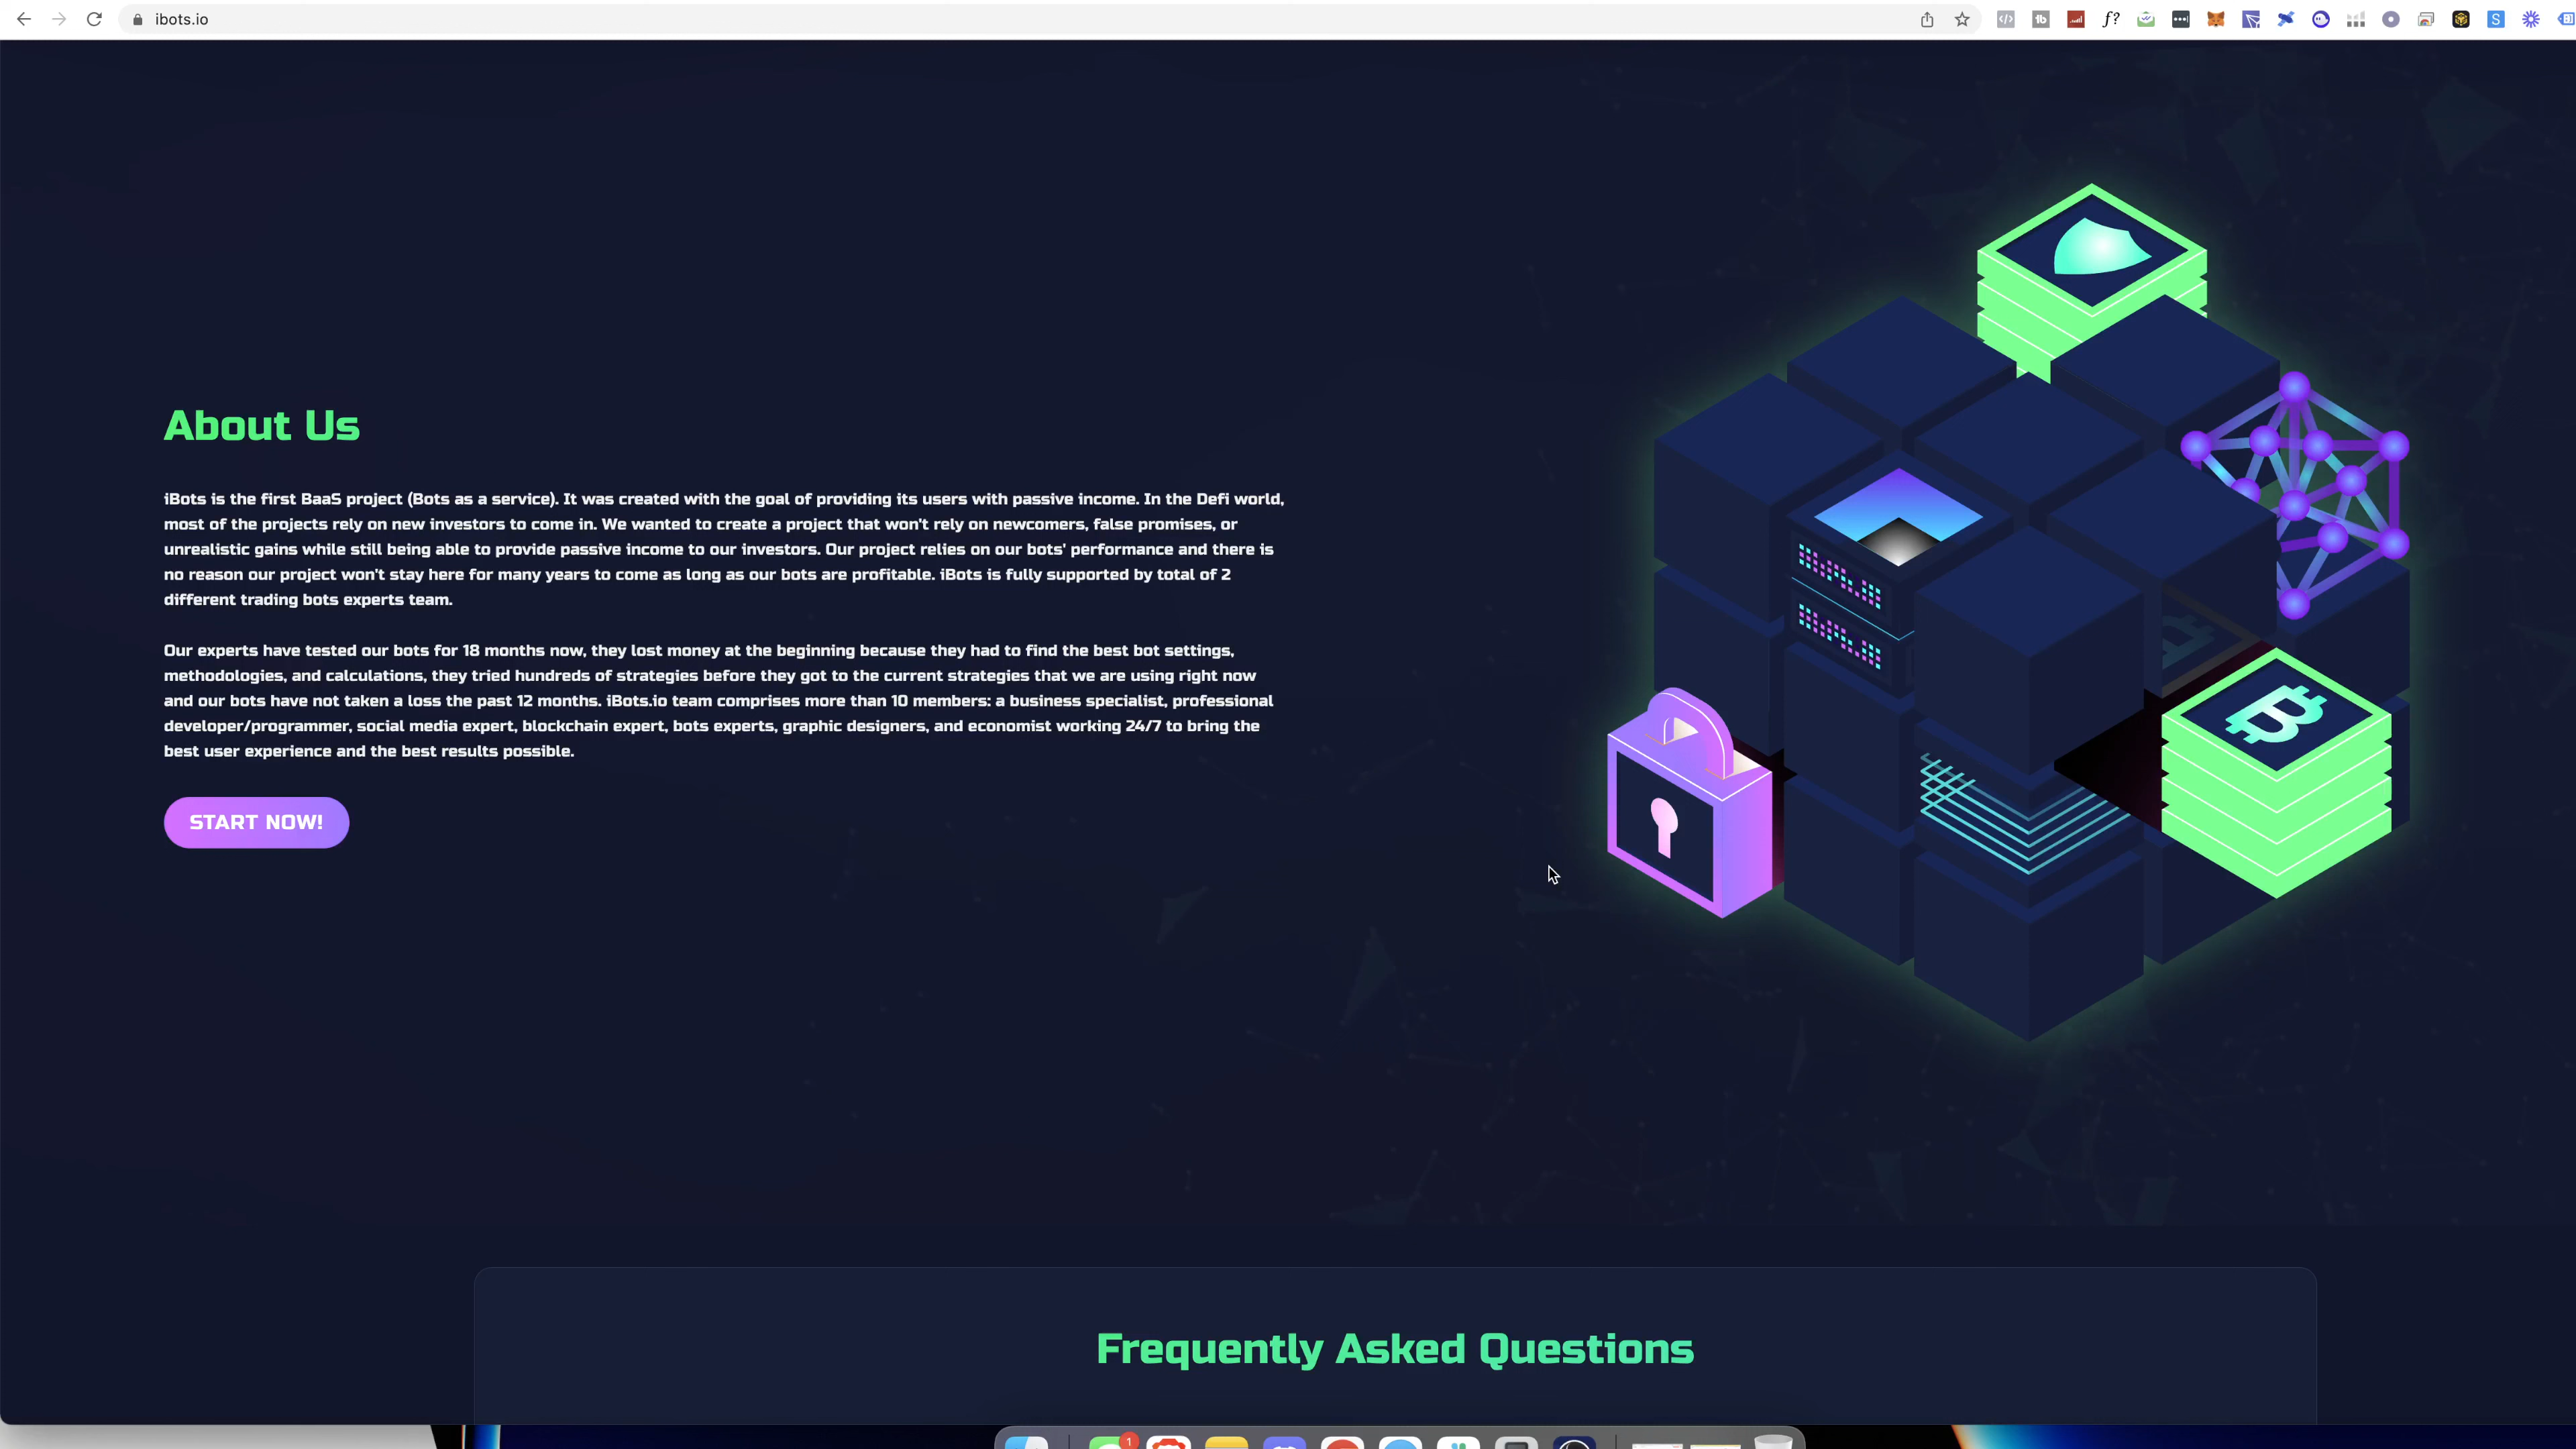 ibots.io
About Us
iBots is the first BaaS project (Bots as a service). It was created with the goal of providing its users with passive income. In the Defi world,
most of the projects rely on new investors to come in. We wanted to create a project that won't rely on newcomers, false promises, or
unrealistic gains while still being able to provide passive income to our investors. Our project relies on our bots' performance and there is
no reason our project won't stay here for many years to come as long as our bots are profitable. iBots is fully supported by total of 2
different trading bots experts team.
Our experts have tested our bots for 18 months now, they lost money at the beginning because they had to find the best bot settings,
methodologies, and calculations, they tried hundreds of strategies before they got to the current strategies that we are using right now
and our bots have not taken a loss the past 12 months. iBots.io team comprises more than 10 members: a business specialist, professional
developer/programmer, social media expert, blockchain expert, bots experts, graphic designers, and economist working 24/7 to bring the
best user experience and the best results possible.
START NOW!
Frequently Asked Questions
1